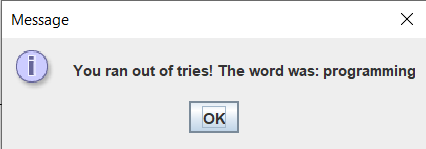 Message
You ran out of tries! The word was: programming
OK